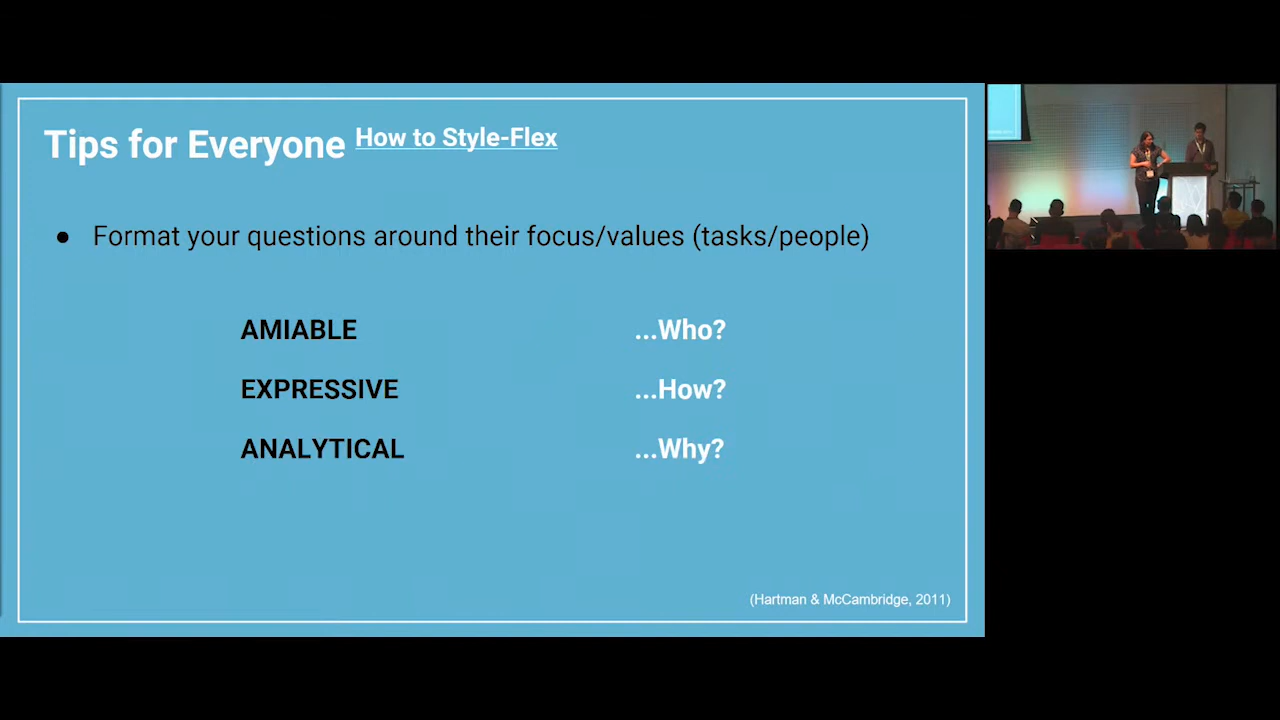 Tips for Everyone How to Style-Flex
● Format your questions around their focus/values (tasks/people)
AMIABLE ...Who?
EXPRESSIVE ...How?
ANALYTICAL ...Why?
(Hartman & McCambridge, 2011)